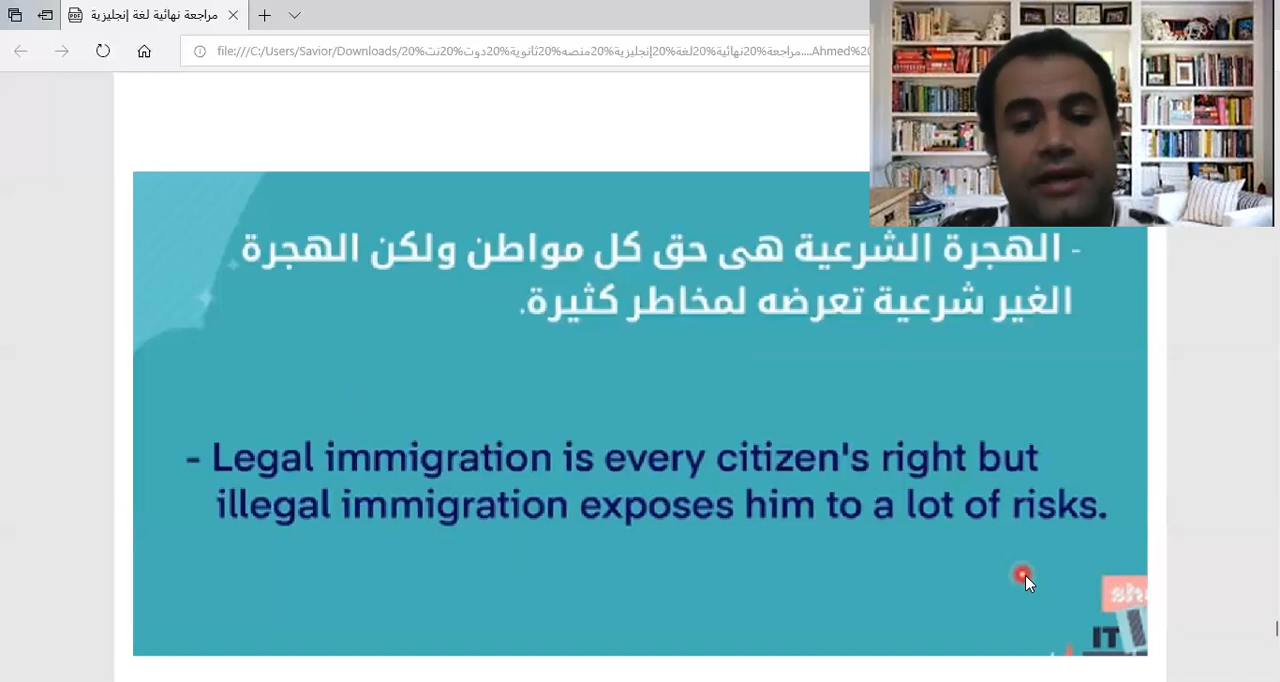 مراجعة نهائية لغة إنجليزية
- الهجرة الشرعية هى حق كل مواطن ولكن الهجرة
الغير شرعية تعرضه لمخاطر كثيرة.
- Legal immigration is every citizen's right but
illegal immigration exposes him to a lot of risks.
IT